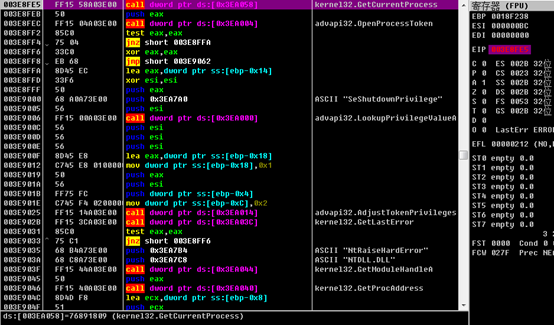 003E8FE5 FF15 58A03E00 call dword ptr ds:[0x3EA058] kernel32.GetCurrentProcess
50 push eax
FF15 04A03E00 call dword ptr ds:[0x3EA004] advapi32.OpenProcessToken
85C0 test eax,eax
003E8FF4 75 04 jnz short 003E8FFA
003E8FF6 33C0 xor eax,eax
003E8FF8 EB 68 jmp short 003E9062
003E8FFA 8D45 EC lea eax,dword ptr ss:[ebp-0x14]
003E8FFD 33F6 xor esi,esi
003E8FFF 50 push eax
003E9000 68 A0A73E00 push 0x3EA7A0 ASCII "SeShutdownPrivilege"
003E9005 56 push esi
003E9006 FF15 00A03E00 call dword ptr ds:[0x3EA000] advapi32.LookupPrivilegeValueA
003E900C 56 push esi
003E900D 56 push esi
003E900E 56 push esi
003E900F 8D45 E8 lea eax,dword ptr ss:[ebp-0x18]
003E9012 C745 E8 010000 mov dword ptr ss:[ebp-0x18],0x1
003E9019 50 push eax
003E901A 56 push esi
003E901B FF75 FC push dword ptr ss:[ebp-0x4]
003E901E C745 F4 020000 mov dword ptr ss:[ebp-0xC],0x2
003E9025 FF15 14A03E00 call dword ptr ds:[0x3EA014] advapi32.AdjustTokenPrivileges
003E902B FF15 3CA03E00 call dword ptr ds:[0x3EA03C] kernel32.GetLastError
003E9031 85C0 test eax,eax
003E9033 75 C1 jnz short 003E8FF6
003E9035 68 B4A73E00 push 0x3EA7B4 ASCII "NtRaiseHardError"
003E903A 68 C8A73E00 push 0x3EA7C8 ASCII "NTDLL.DLL"
003E903F FF15 44A03E00 call dword ptr ds:[0x3EA044] kernel32.GetModuleHandleA
003E9045 50 push eax
003E9046 FF15 40A03E00 call dword ptr ds:[0x3EA040] kernel32.GetProcAddress
003E904C 8D4D F8 lea ecx,dword ptr ss:[ebp-0x8]
51 push ecx
ds:[003EA058]=76891809 (kernel32.GetCurrentProcess)
寄存器 (FPU)
EBP 0018F238
ESI 000000BC
EDI 00000000
EIP 003E8FE5
C 0 ES 002B 32位
P 0 CS 0023 32位
A 1 SS 002B 32位
Z 0 DS 002B 32位
S 0 FS 0053 32位
T 0 GS 002B 32位
D 0
O 0 LastErr ERROR_
EFL 00000212 (NO,
ST0 empty 0.0
ST1 empty 0.0
ST2 empty 0.0
ST3 empty 0.0
ST4 empty 0.0
ST5 empty 0.0
ST6 empty 0.0
ST7 empty 0.0
3 2
FST 0000 Cond 0
FCW 027F Prec NE